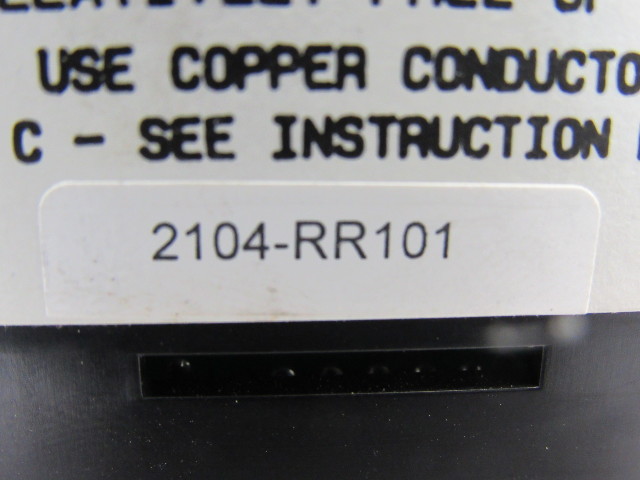 USE COPPER CONDUCTO
C - SEE INSTRUCTION
2104-RR101